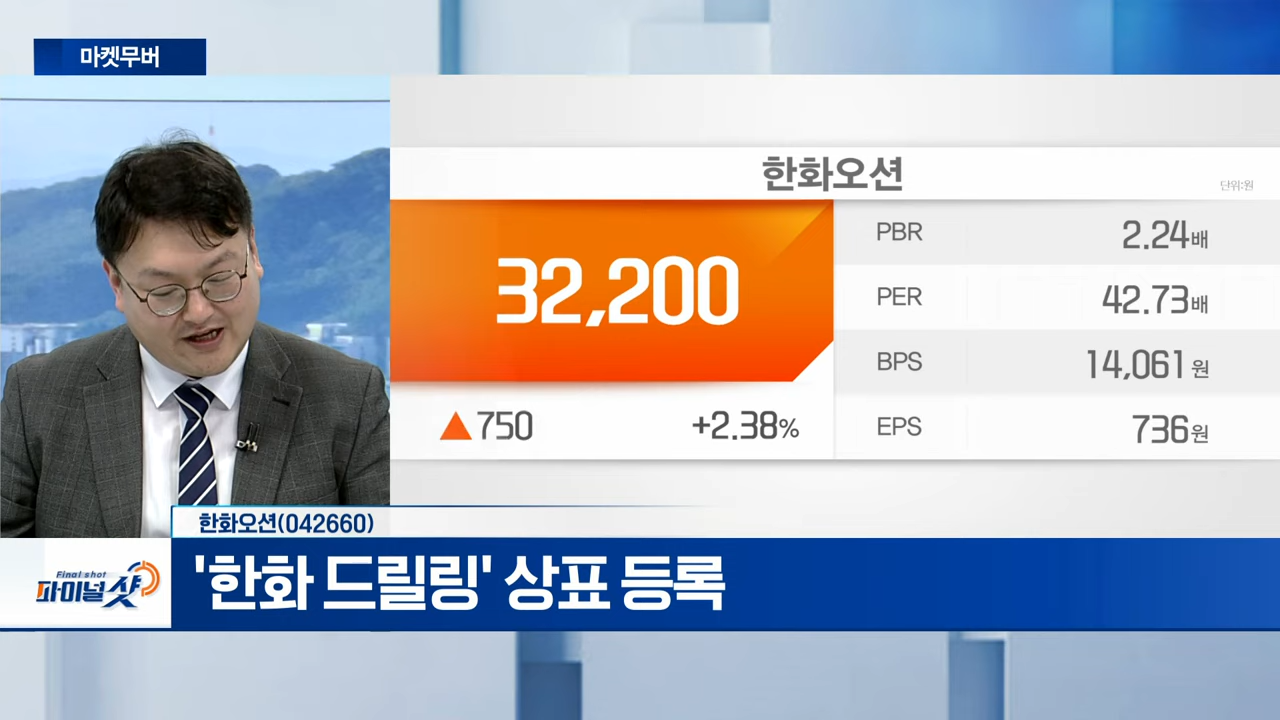 마켓무버
한화오션
단위:원
32,200
▲750 +2.38%
PBR 2.24배
PER 42.73배
BPS 14,061원
EPS 736원
한화오션(042660)
Final shot
파이널샷
'한화 드릴링' 상표 등록